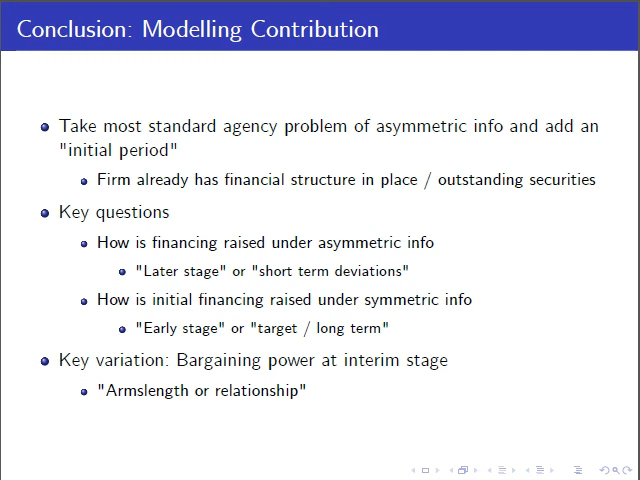 Conclusion: Modelling Contribution
Take most standard agency problem of asymmetric info and add an
"initial period"
Firm already has financial structure in place / outstanding securities
Key questions
How is financing raised under asymmetric info
"Later stage" or "short term deviations"
How is initial financing raised under symmetric info
"Early stage" or "target / long term"
Key variation: Bargaining power at interim stage
"Armslength or relationship"